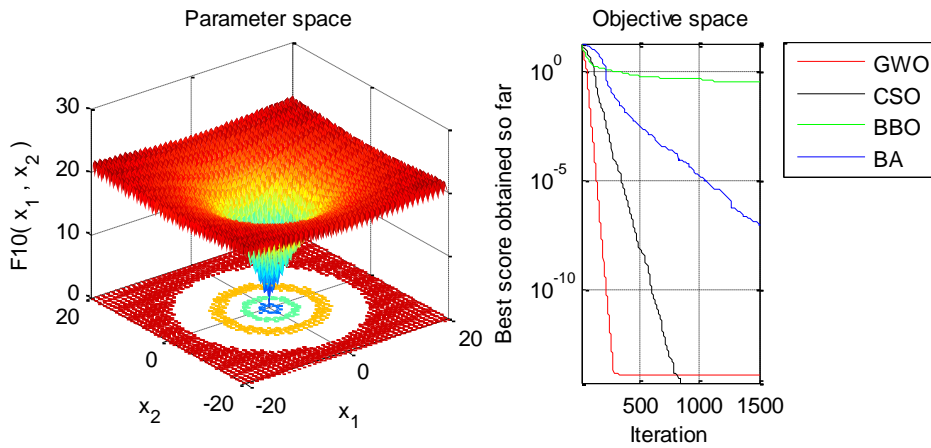 Parameter space
F10( x1 , x2 )
30
20
10
0
20
0
-20
x2
-20
0
20
x1
Objective space
Best score obtained so far
10^0
10^-5
10^-10
500
1000
1500
Iteration
GWO
CSO
BBO
BA